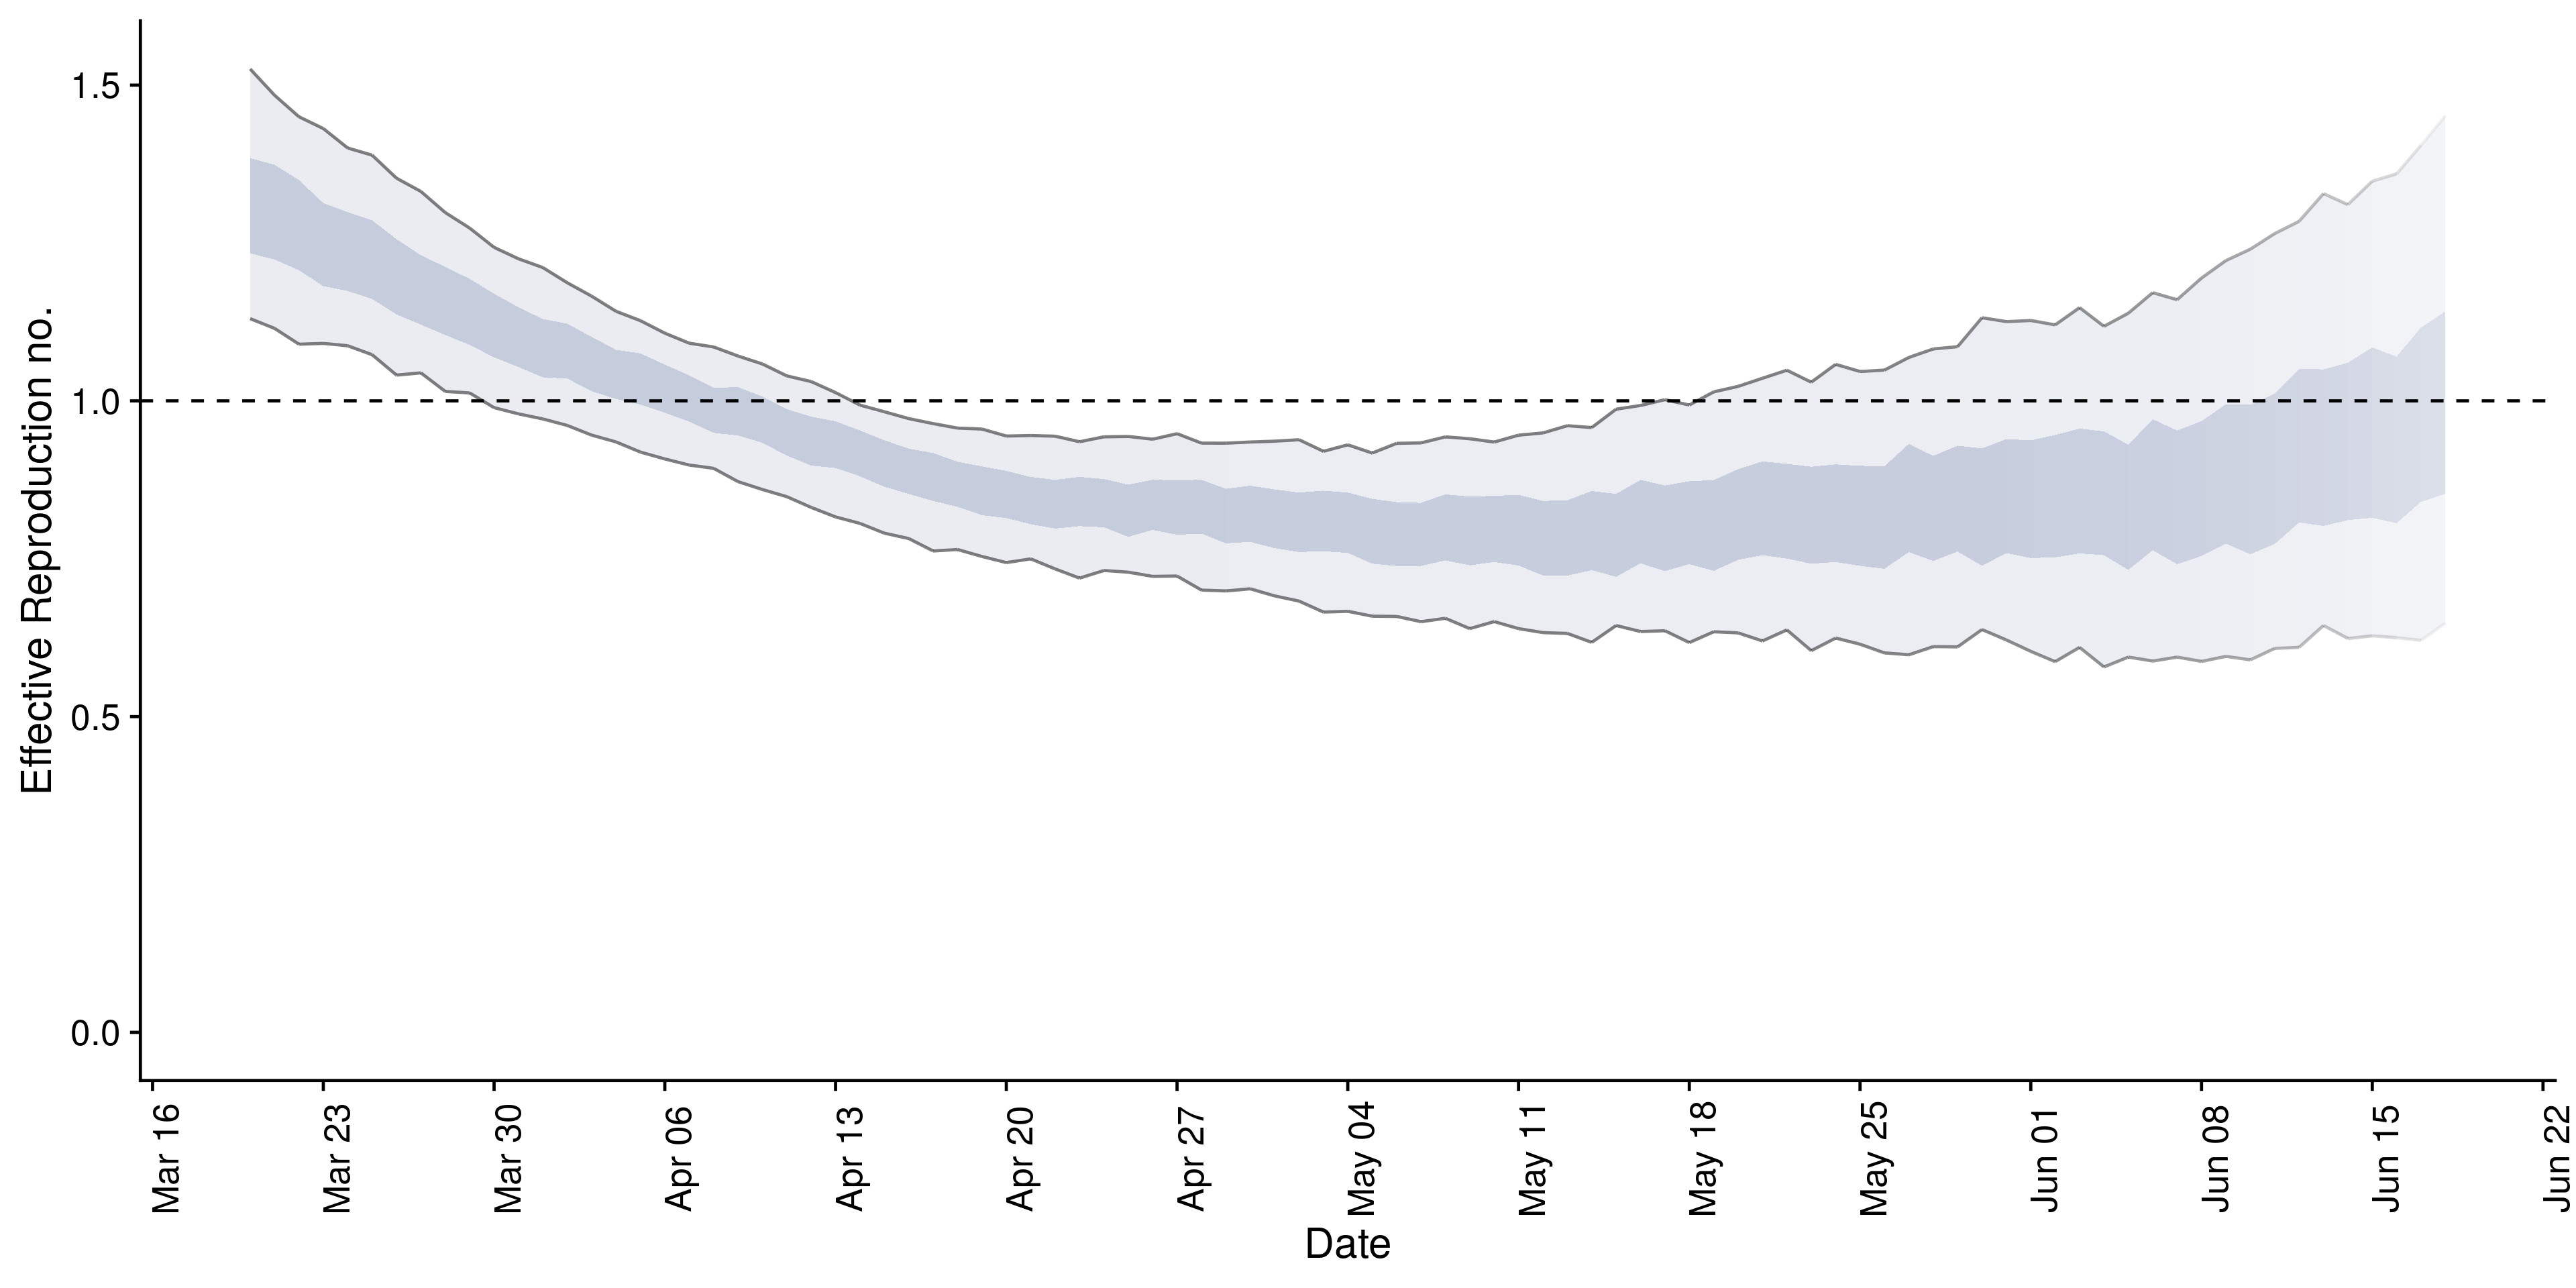 Effective Reproduction no.
1.5
1.0
0.5
0.0
Mar 16
Mar 23
Mar 30
Apr 06
Apr 13
Apr 20
Apr 27
May 04
May 11
May 18
May 25
Jun 01
Jun 08
Jun 15
Jun 22
Date